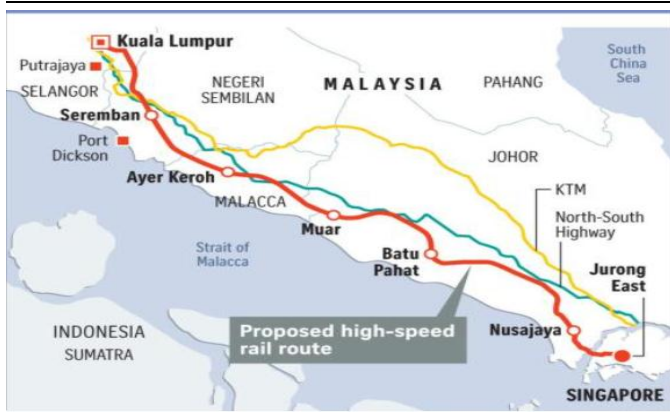 Kuala Lumpur
Putrajaya
SELANGOR
NEGERI
SEMBILAN
MALAYSIA
PAHANG
South
China
Sea
Seremban
Port
Dickson
JOHOR
Ayer Keroh
MALACCA
KTM
North-South
Highway
Muar
Strait of
Malacca
Batu
Pahat
Jurong
East
INDONESIA
SUMATRA
Proposed high-speed
rail route
Nusajaya
SINGAPORE